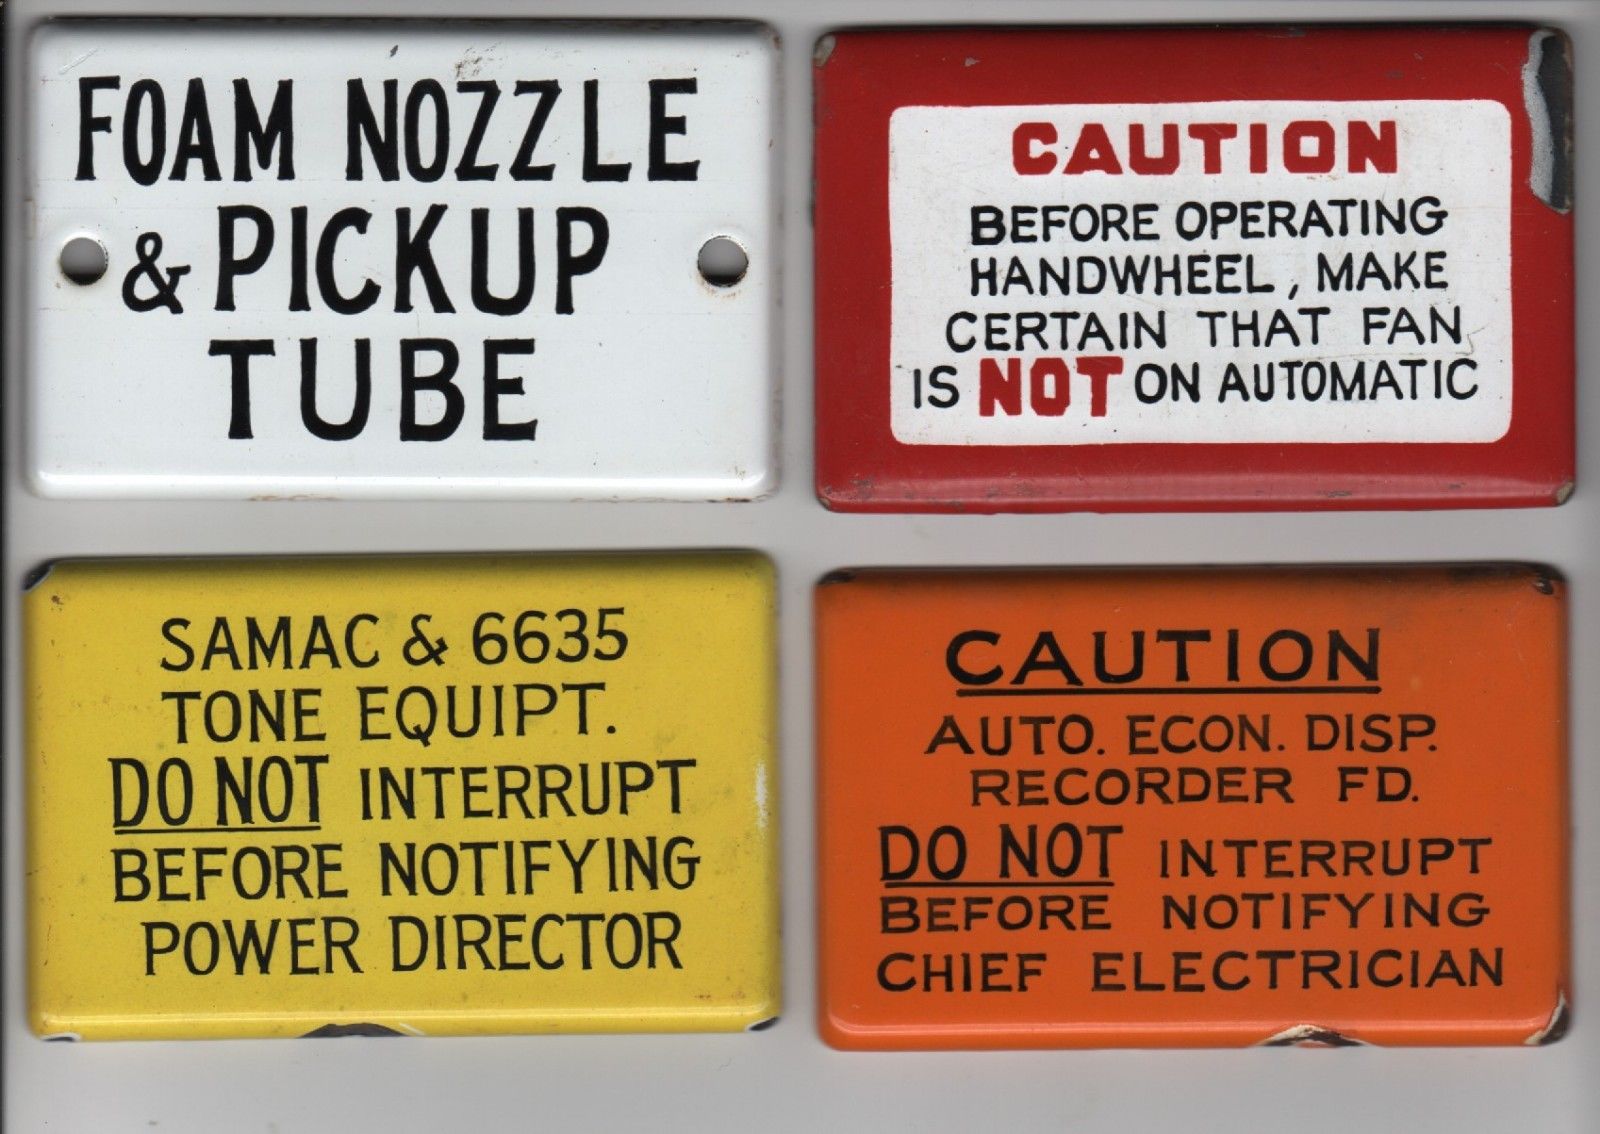 FOAM NOZZLE
& PICKUP
TUBE
CAUTION
BEFORE OPERATING
HANDWHEEL, MAKE
CERTAIN THAT FAN
IS NOT ON AUTOMATIC
SAMAC & 6635
TONE EQUIPT.
DO NOT INTERRUPT
BEFORE NOTIFYING
POWER DIRECTOR
CAUTION
AUTO. ECON. DISP.
RECORDER FD.
DO NOT INTERRUPT
BEFORE NOTIFYING
CHIEF ELECTRICIAN